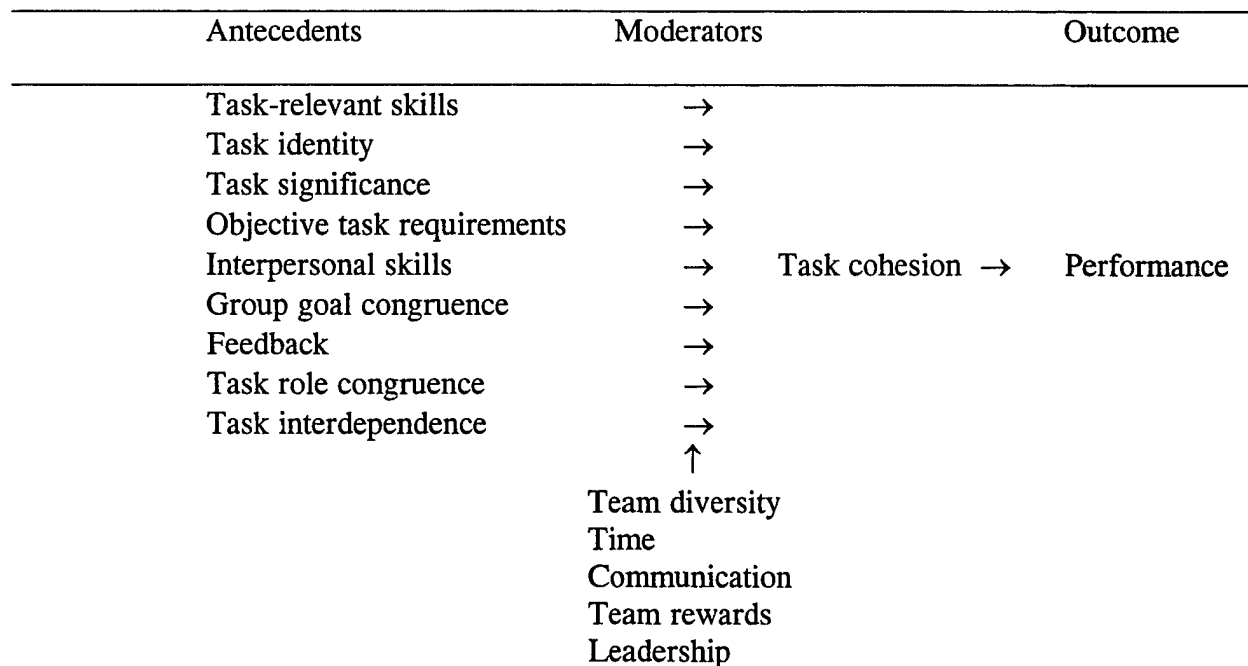 Antecedents Moderators Outcome
Task-relevant skills →
Task identity →
Task significance →
Objective task requirements →
Interpersonal skills → Task cohesion → Performance
Group goal congruence →
Feedback →
Task role congruence →
Task interdependence →
↑
Team diversity
Time
Communication
Team rewards
Leadership